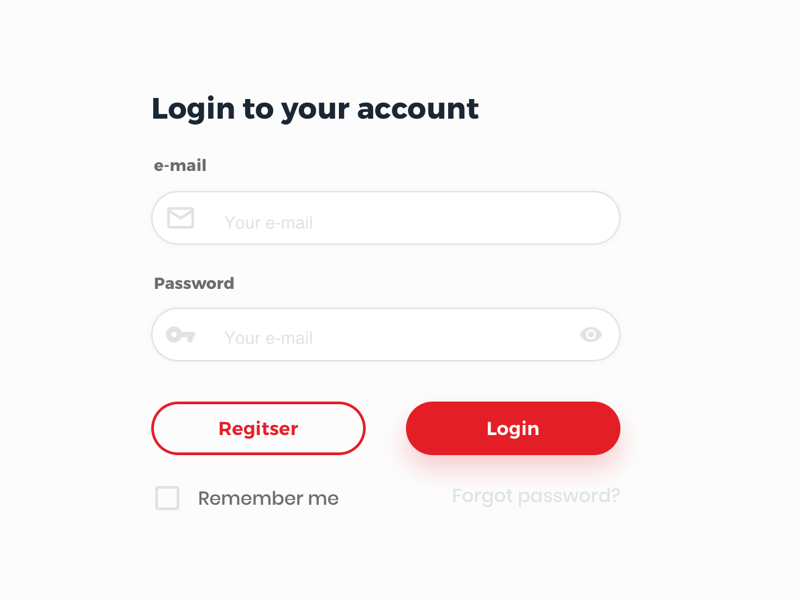 Login to your account
e-mail
Your e-mail
Password
Your e-mail
Regitser
Login
Remember me
Forgot password?